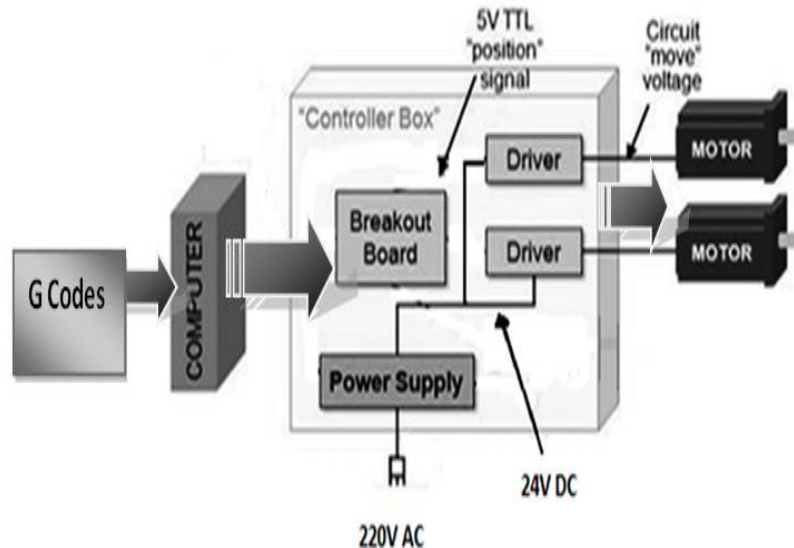 5V TTL
"position"
signal
Circuit
"move"
voltage
"Controller Box"
Driver
MOTOR
Breakout
Board
G Codes
COMPUTER
Driver
MOTOR
Power Supply
24V DC
220V AC